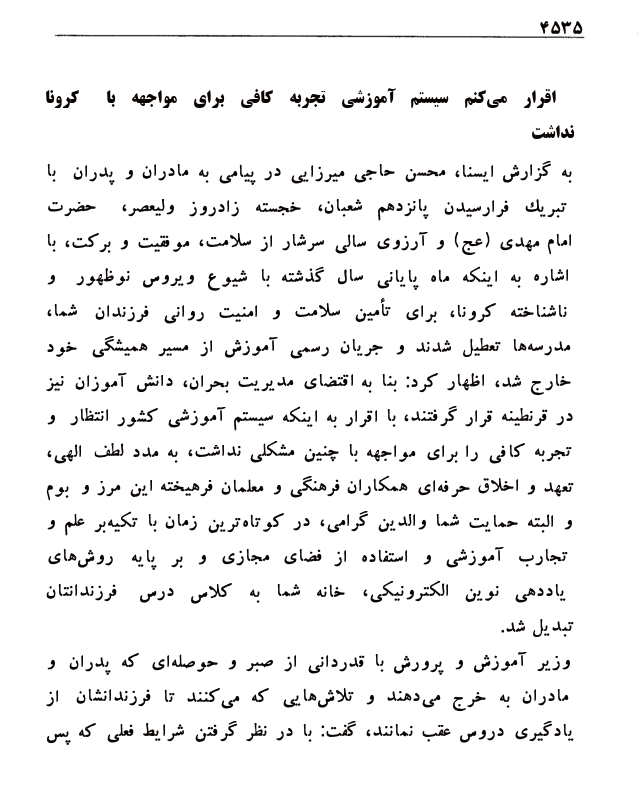 ۴۵۳۵
اقرار می‌کنم سیستم آموزشی تجربه کافی برای مواجهه با کرونا
نداشت
به گزارش ایسنا، محسن حاجی میرزایی در پیامی به مادران و پدران با
تبریك فرارسیدن پانزدهم شعبان، خجسته زادروز ولیعصر، حضرت
امام مهدی (عج) و آرزوی سالی سرشار از سلامت، موفقیت و برکت، با
اشاره به اینکه ماه پایانی سال گذشته با شیوع ویروس نوظهور و
ناشناخته کرونا، برای تأمین سلامت و امنیت روانی فرزندان شما،
مدرسه‌ها تعطیل شدند و جریان رسمی آموزش از مسیر همیشگی خود
خارج شد، اظهار کرد: بنا به اقتضای مدیریت بحران، دانش آموزان نیز
در قرنطینه قرار گرفتند، با اقرار به اینکه سیستم آموزشی کشور انتظار و
تجربه کافی را برای مواجهه با چنین مشکلی نداشت، به مدد لطف الهی،
تعهد و اخلاق حرفه‌ای همکاران فرهنگی و معلمان فرهیخته این مرز و بوم
و البته حمایت شما والدین گرامی، در کوتاه‌ترین زمان با تکیه‌بر علم و
تجارب آموزشی و استفاده از فضای مجازی و بر پایه روش‌های
یاددهی نوین الکترونیکی، خانه شما به کلاس درس فرزندانتان
تبدیل شد.
وزیر آموزش و پرورش با قدردانی از صبر و حوصله‌ای که پدران و
مادران به خرج می‌دهند و تلاش‌هایی که می‌کنند تا فرزندانشان از
یادگیری دروس عقب نمانند، گفت: با در نظر گرفتن شرایط فعلی که پس